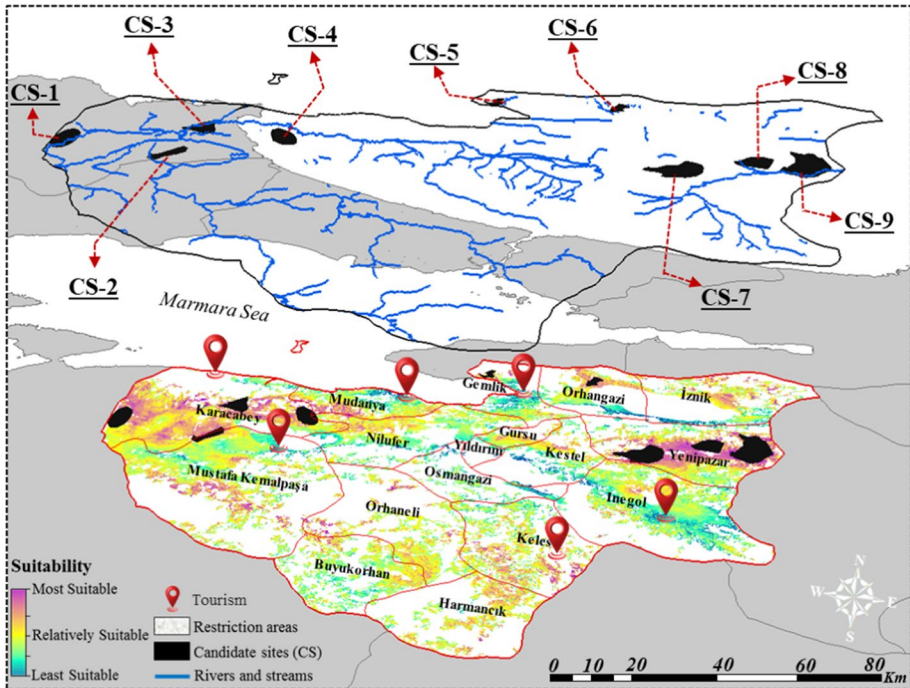 CS-3
CS-4
CS-5
CS-6
CS-8
CS-1
CS-9
CS-2
CS-7
Marmara Sea
Gemlik
Orhangazi
İznik
Mudanya
Karacabey
Nilufer
Gürsu
Yıldırım
Kestel
Yenipazar
Mustafa Kemalpaşa
Osmangazi
Inegol
Orhaneli
Keles
Buyukorhan
Harmancık
Suitability
Most Suitable
Relatively Suitable
Least Suitable
Tourism
Restriction areas
Candidate sites (CS)
Rivers and streams
N
W E
S
0 10 20 40 60 80
Km